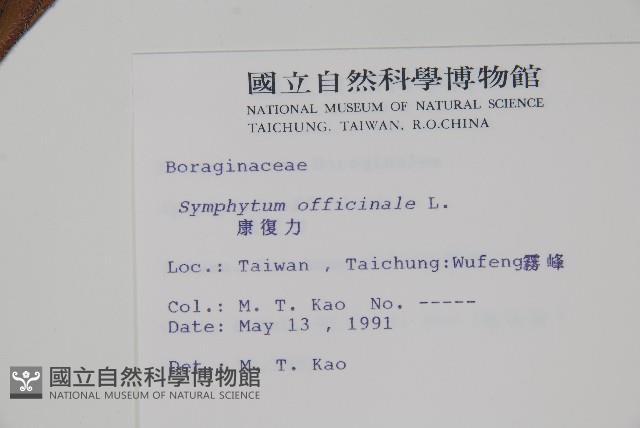 國立自然科學博物館
NATIONAL MUSEUM OF NATURAL SCIENCE
TAICHUNG, TAIWAN, R.O.CHINA
Boraginaceae
Symphytum officinale L.
康復力
Loc.: Taiwan , Taichung:Wufeng霧峰
Col.: M. T. Kao No. -----
Date: May 13 , 1991
Det.: M. T. Kao
國立自然科學博物館
NATIONAL MUSEUM OF NATURAL SCIENCE